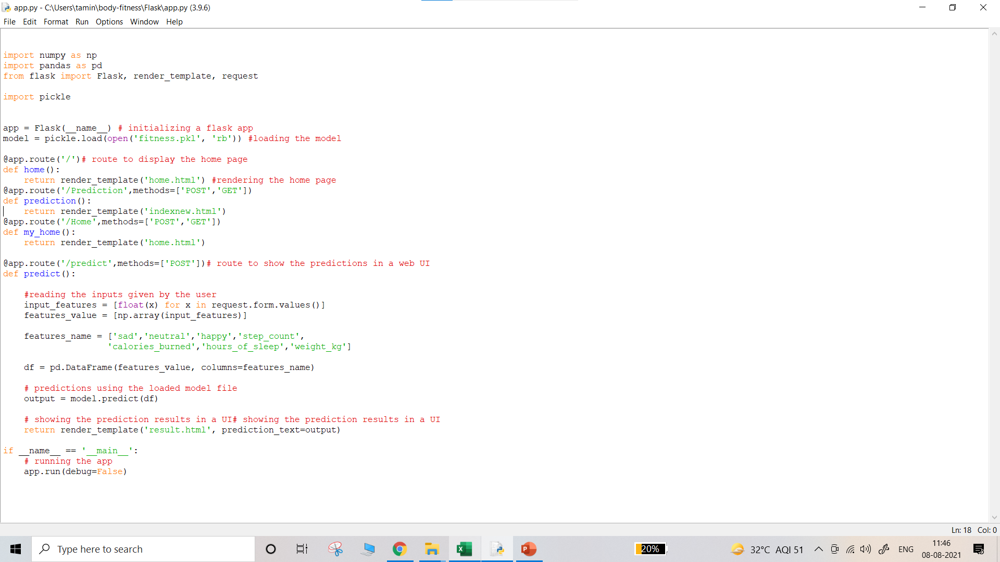 app.py - C:\Users\tamin\body-fitness\Flask\app.py (3.9.6)
File Edit Format Run Options Window Help
import numpy as np
import pandas as pd
from flask import Flask, render_template, request
import pickle
app = Flask(__name__) # initializing a flask app
model = pickle.load(open('fitness.pkl', 'rb')) #loading the model
@app.route('/')# route to display the home page
def home():
    return render_template('home.html') #rendering the home page
@app.route('/Prediction',methods=['POST','GET'])
def prediction():
    return render_template('indexnew.html')
@app.route('/Home',methods=['POST','GET'])
def my_home():
    return render_template('home.html')
@app.route('/predict',methods=['POST'])# route to show the predictions in a web UI
def predict():
    #reading the inputs given by the user
    input_features = [float(x) for x in request.form.values()]
    features_value = [np.array(input_features)]
    features_name = ['sad','neutral','happy','step_count',
                    'calories_burned','hours_of_sleep','weight_kg']
    df = pd.DataFrame(features_value, columns=features_name)
    # predictions using the loaded model file
    output = model.predict(df)
    # showing the prediction results in a UI# showing the prediction results in a UI
    return render_template('result.html', prediction_text=output)
if __name__ == '__main__':
    # running the app
    app.run(debug=False)
Ln: 18 Col: 0
Type here to search
20%
32°C AQI 51
ENG
11:46
08-08-2021